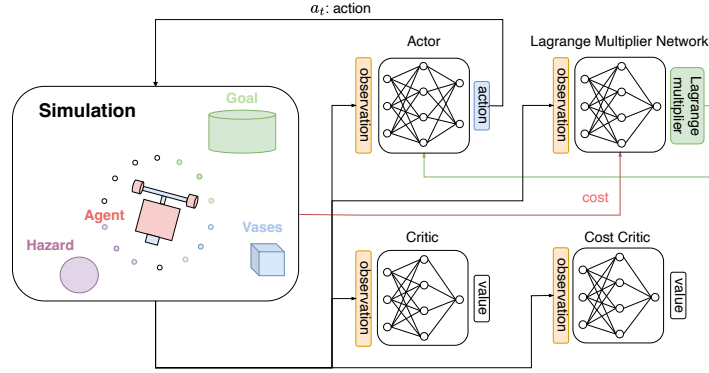 a_t: action
Actor
Lagrange Multiplier Network
Simulation
Goal
Agent
Hazard
Vases
observation
action
observation
Lagrange
multiplier
cost
Critic
Cost Critic
observation
value
observation
value